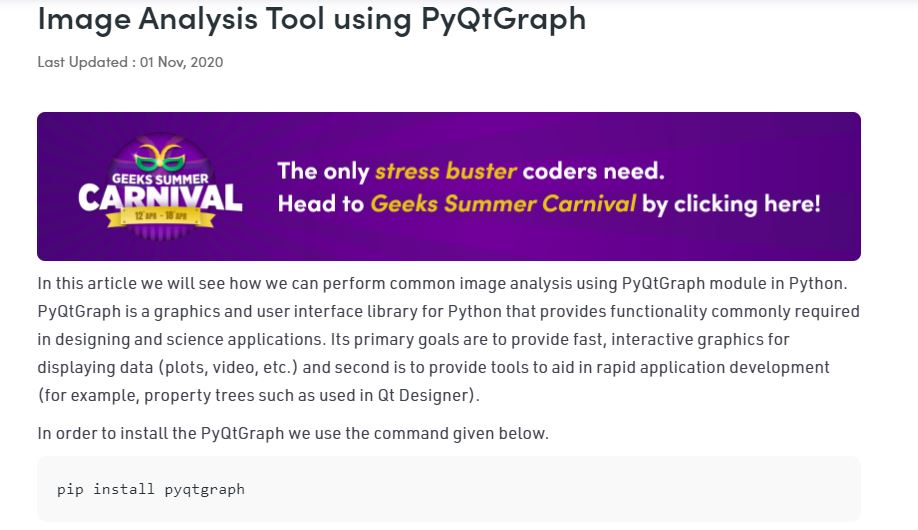 Image Analysis Tool using PyQtGraph
Last Updated : 01 Nov, 2020
GEEKS SUMMER
CARNIVAL
12 APR - 18 APR
The only stress buster coders need.
Head to Geeks Summer Carnival by clicking here!
In this article we will see how we can perform common image analysis using PyQtGraph module in Python.
PyQtGraph is a graphics and user interface library for Python that provides functionality commonly required
in designing and science applications. Its primary goals are to provide fast, interactive graphics for
displaying data (plots, video, etc.) and second is to provide tools to aid in rapid application development
(for example, property trees such as used in Qt Designer).
In order to install the PyQtGraph we use the command given below.
pip install pyqtgraph